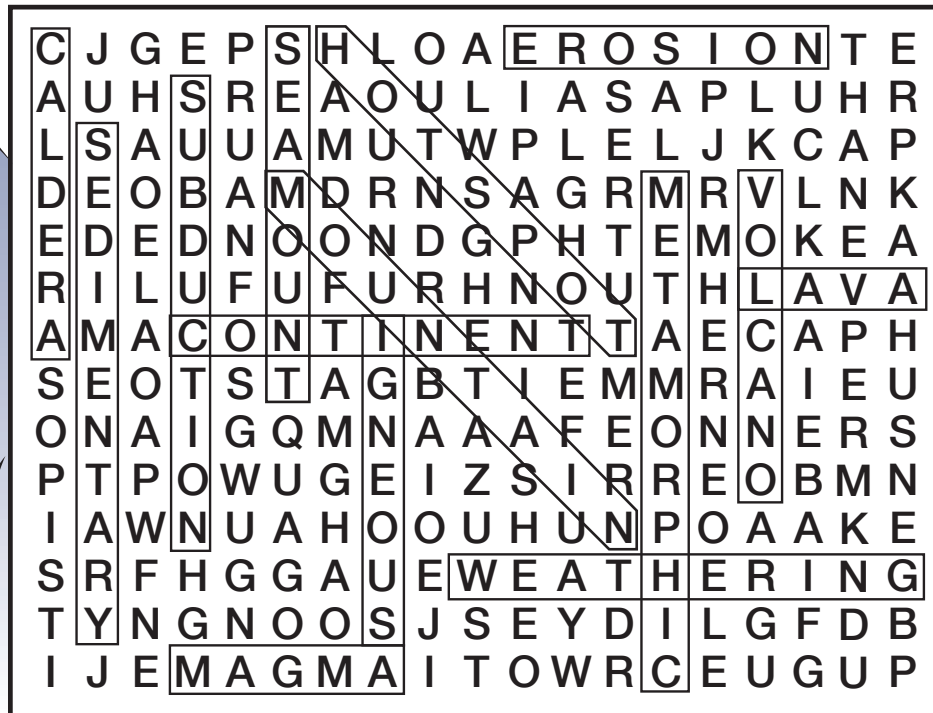 C J G E P S H L O A E R O S I O N T E
A U H S R E A O U L I A S A P L U H R
L S A U U A M U T W P L E L J K C A P
D E O B A M D R N S A G R M R V L N K
E D E D N O O N D G P H T E M O K E A
R I L U F U F U R H N O U T H L A V A
A M A C O N T I N E N T T A E C A P H
S E O T S T A G B T I E M M R A I E U
O N A I G Q M N A A A F E O N N E R S
P T P O W U G E I Z S I R R E O B M N
I A W N U A H O O U H U N P O A A K E
S R F H G G A U E W E A T H E R I N G
T Y N G N O O S J S E Y D I L G F D B
I J E M A G M A I T O W R C E U G U P